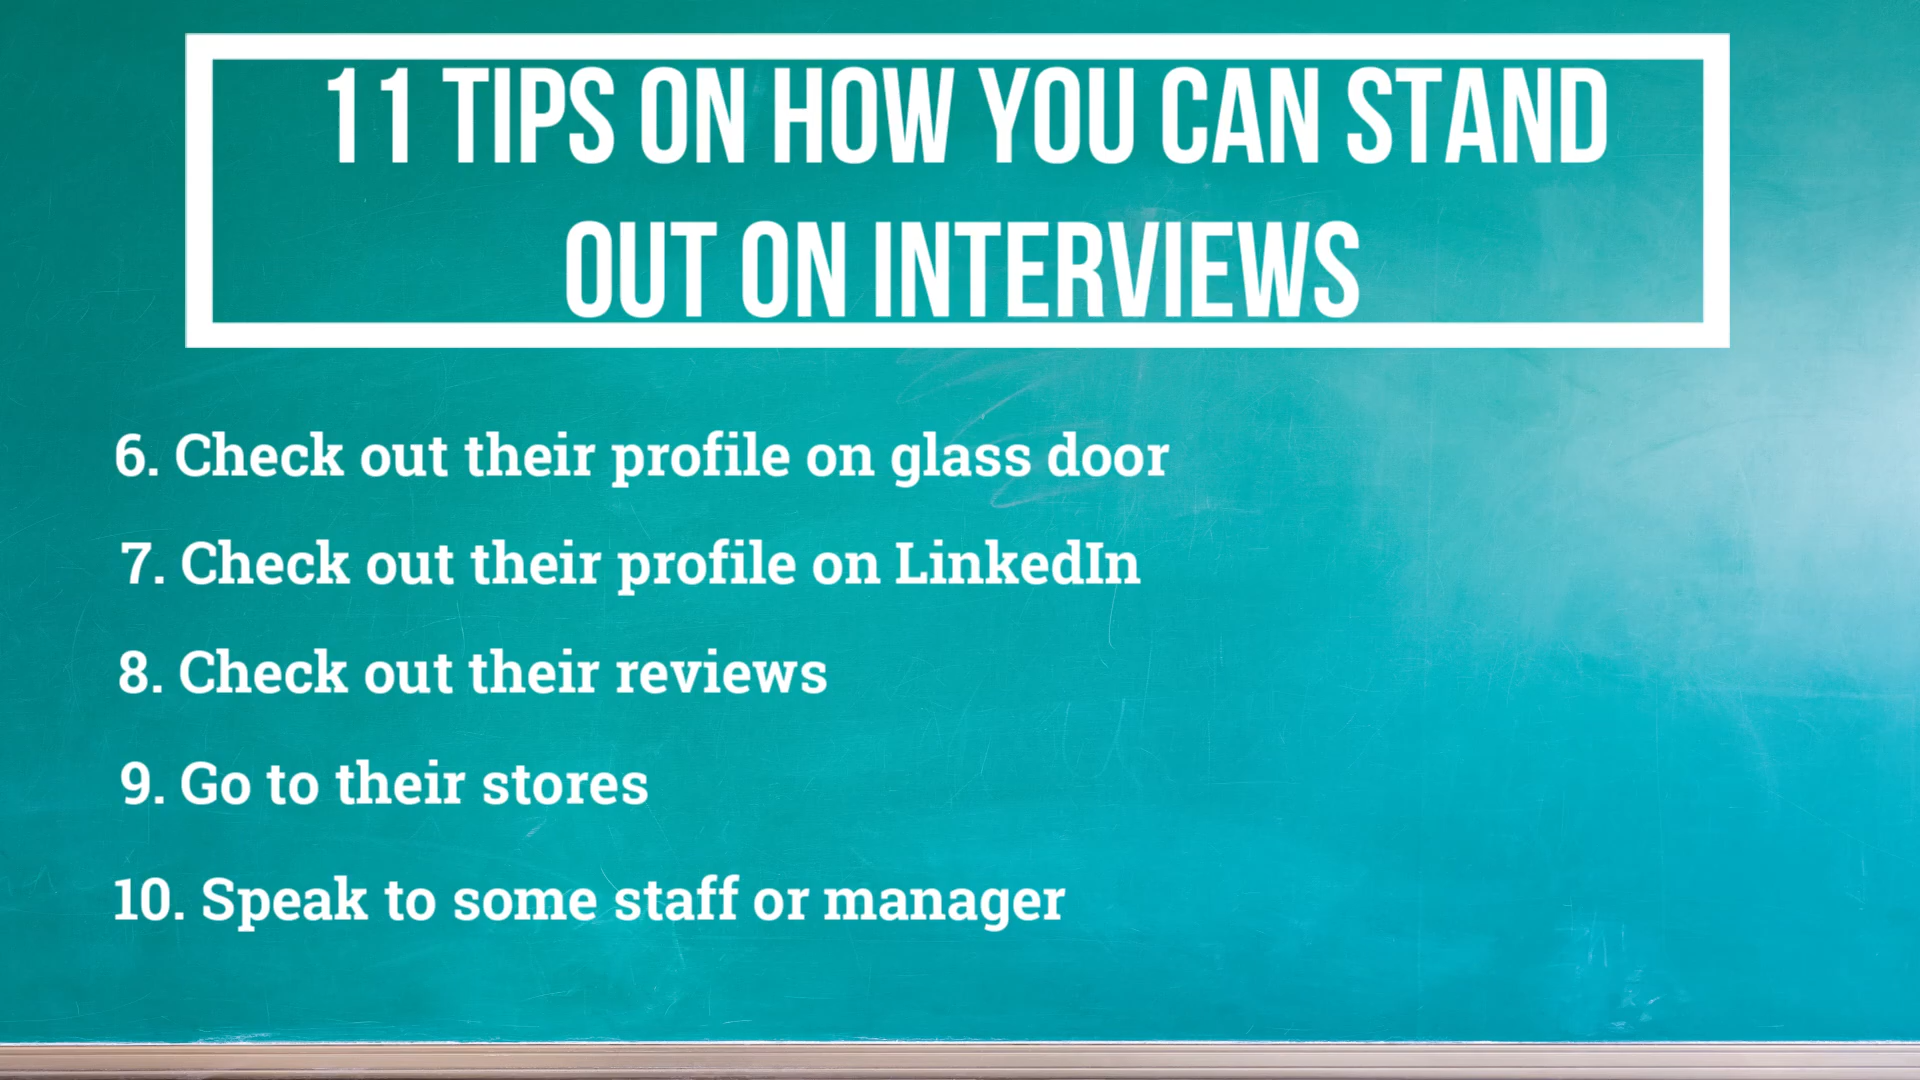 11 TIPS ON HOW YOU CAN STAND
OUT ON INTERVIEWS
6. Check out their profile on glass door
7. Check out their profile on LinkedIn
8. Check out their reviews
9. Go to their stores
10. Speak to some staff or manager